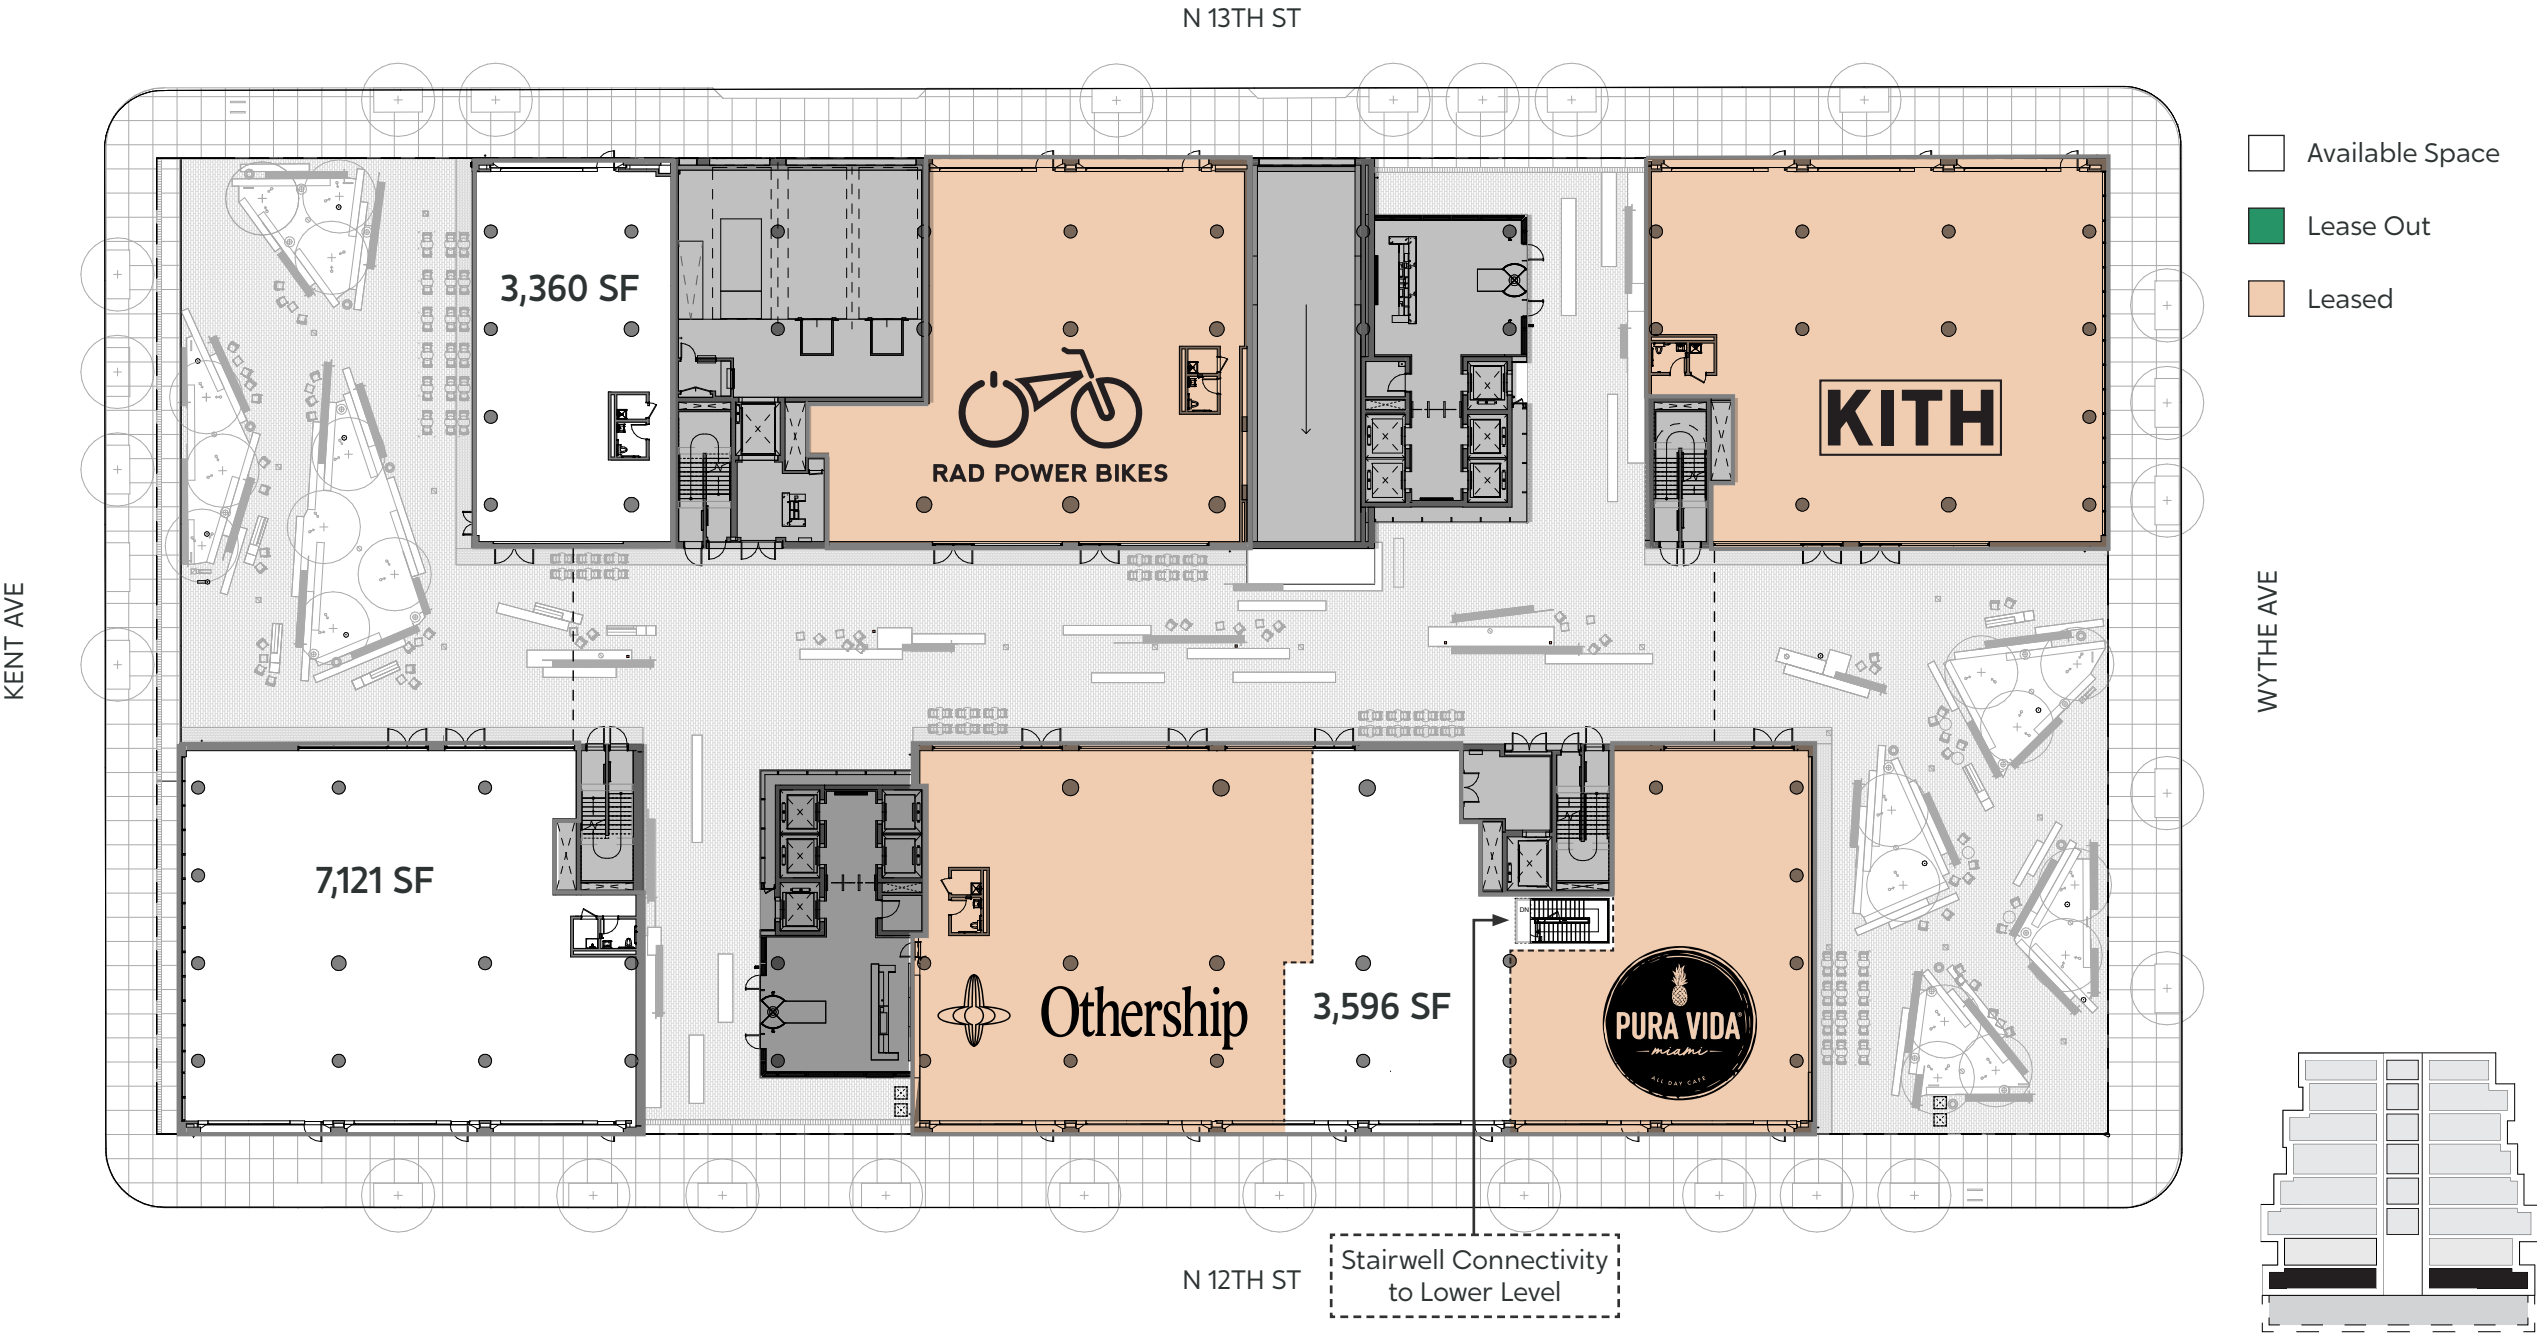 N 13TH ST
Available Space
Lease Out
Leased
3,360 SF
RAD POWER BIKES
KITH
KENT AVE
WYTHE AVE
7,121 SF
DN
Othership
3,596 SF
PURA VIDA
miami
ALL DAY CAFE
N 12TH ST
Stairwell Connectivity
to Lower Level